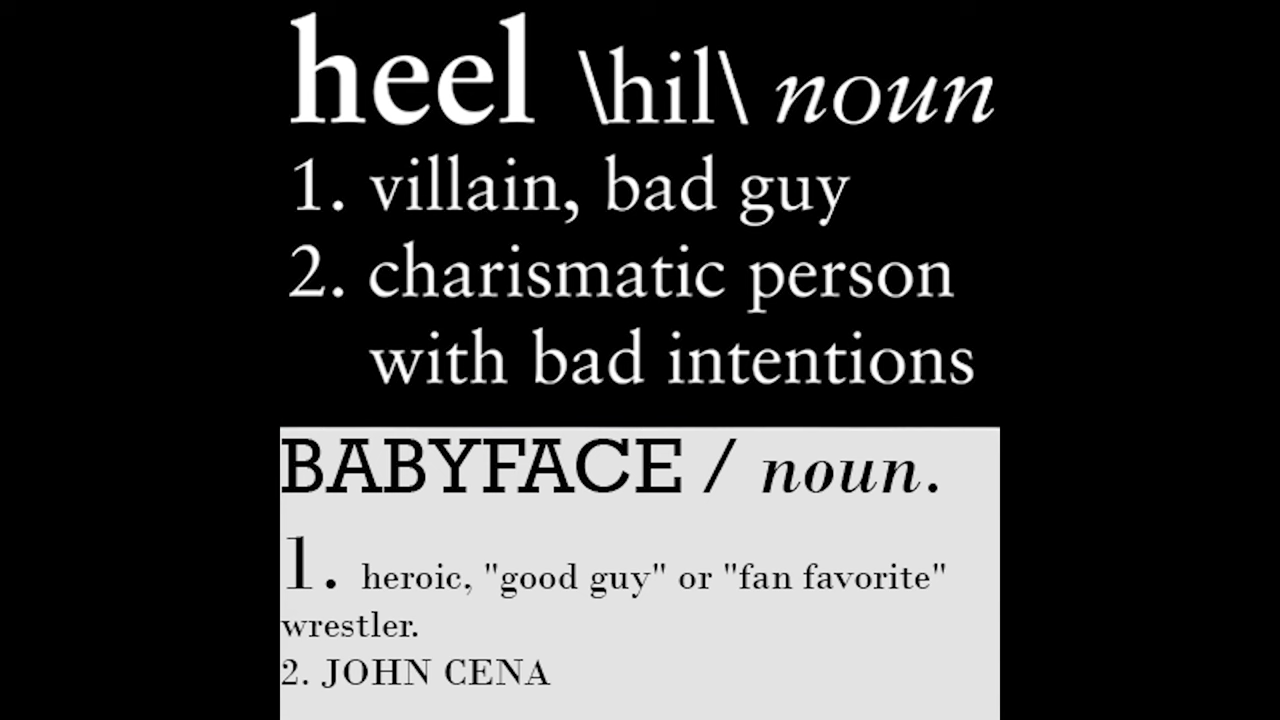 heel \hil\ noun
1. villain, bad guy
2. charismatic person
with bad intentions
BABYFACE / noun.
1. heroic, "good guy" or "fan favorite"
wrestler.
2. JOHN CENA